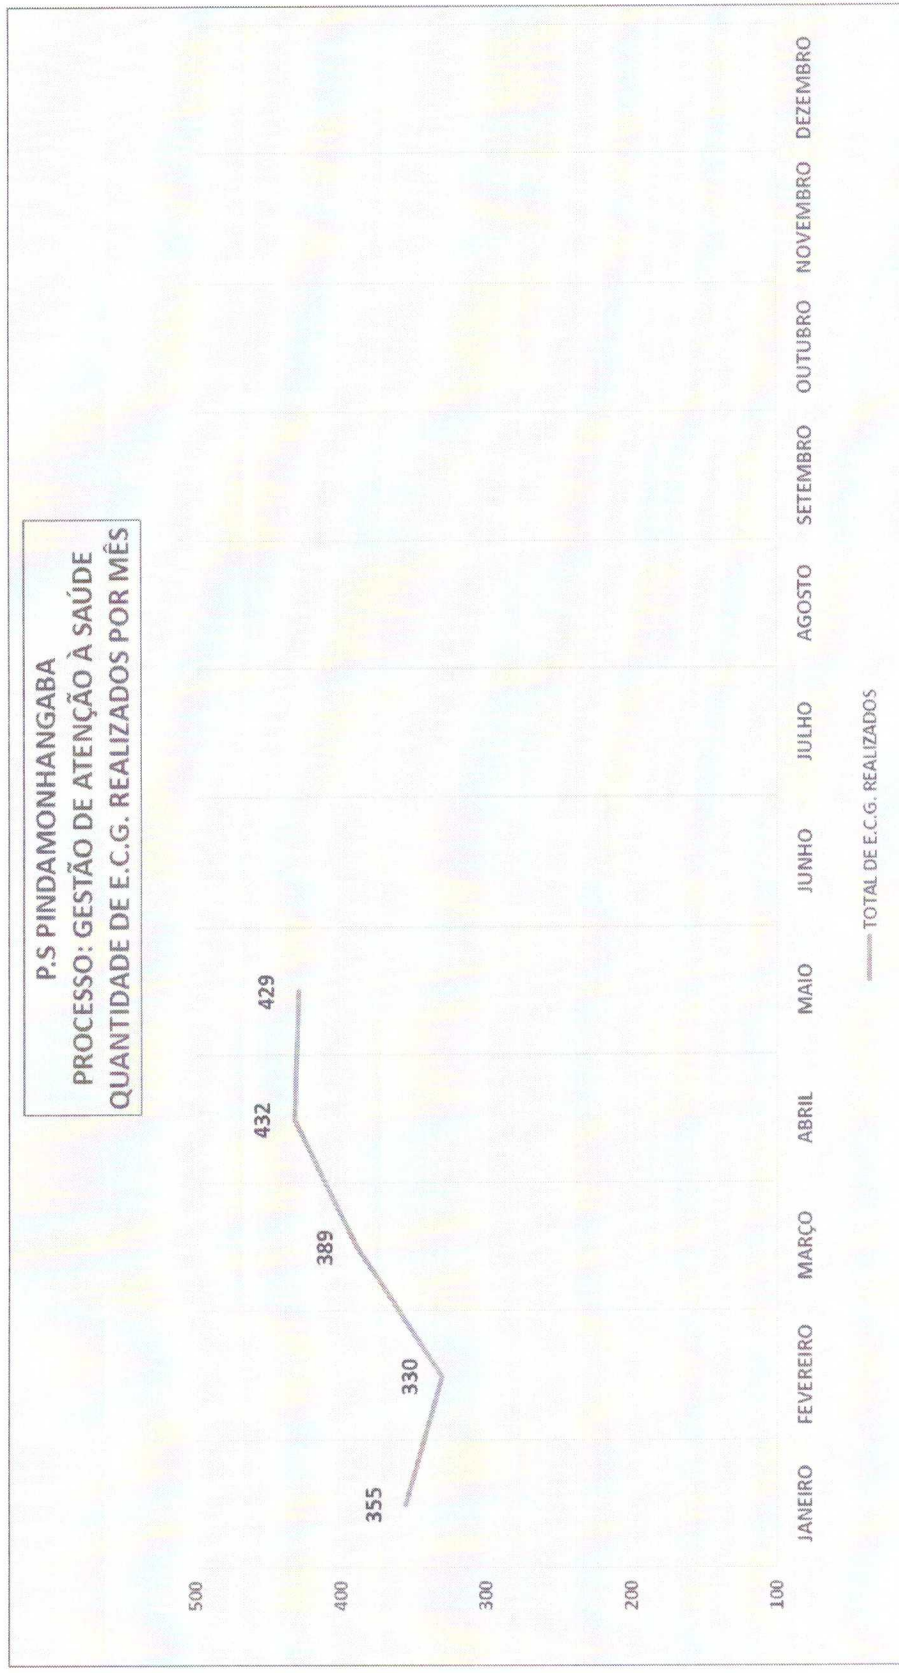 P.S PINDAMONHANGABA
PROCESSO: GESTÃO DE ATENÇÃO À SAÚDE
QUANTIDADE DE E.C.G. REALIZADOS POR MÊS
500
400
300
200
100
355
330
389
432
429
JANEIRO FEVEREIRO MARÇO ABRIL MAIO JUNHO JULHO AGOSTO SETEMBRO OUTUBRO NOVEMBRO DEZEMBRO
TOTAL DE E.C.G. REALIZADOS